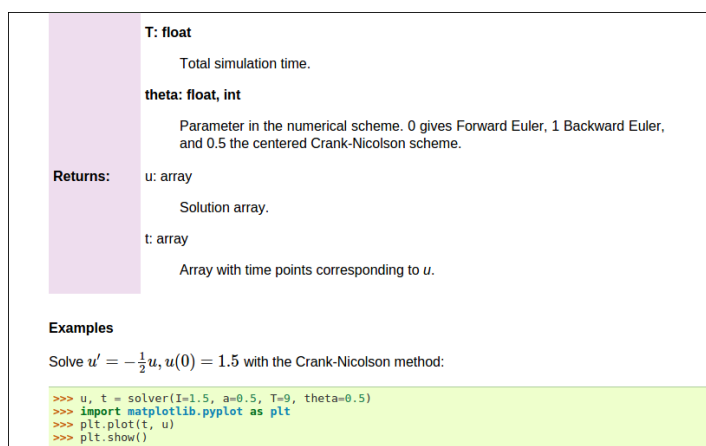 T: float
Total simulation time.
theta: float, int
Parameter in the numerical scheme. 0 gives Forward Euler, 1 Backward Euler,
and 0.5 the centered Crank-Nicolson scheme.
Returns: u: array
Solution array.
t: array
Array with time points corresponding to u.
Examples
Solve u′ = −½u, u(0) = 1.5 with the Crank-Nicolson method:
>>> u, t = solver(I=1.5, a=0.5, T=9, theta=0.5)
>>> import matplotlib.pyplot as plt
>>> plt.plot(t, u)
>>> plt.show()